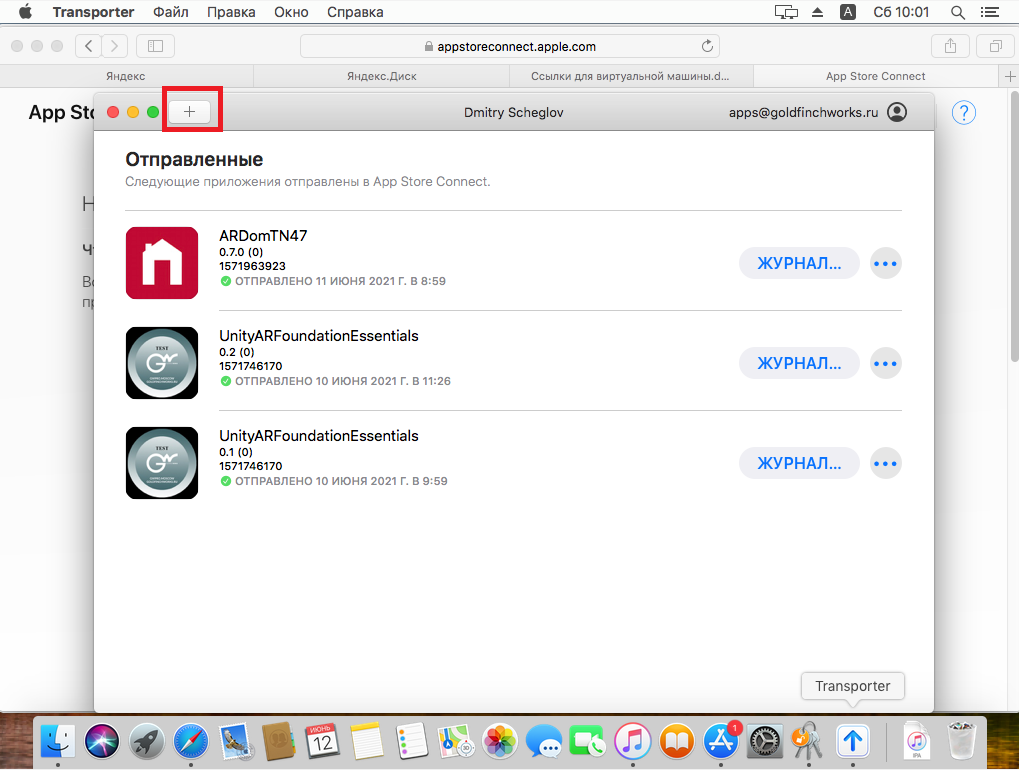 Transporter Файл Правка Окно Справка А Сб 10:01
appstoreconnect.apple.com
Яндекс Яндекс.Диск Ссылки для виртуальной машины.d... App Store Connect
App Sto
Dmitry Scheglov apps@goldfinchworks.ru
?
Отправленные
Следующие приложения отправлены в App Store Connect.
ARDomTN47
0.7.0 (0)
1571963923
ОТПРАВЛЕНО 11 ИЮНЯ 2021 Г. В 8:59
ЖУРНАЛ...
UnityARFoundationEssentials
0.2 (0)
1571746170
ОТПРАВЛЕНО 10 ИЮНЯ 2021 Г. В 11:26
ЖУРНАЛ...
UnityARFoundationEssentials
0.1 (0)
1571746170
ОТПРАВЛЕНО 10 ИЮНЯ 2021 Г. В 9:59
ЖУРНАЛ...
TEST
GW
TEST
GW
Transporter
ИЮНЬ
12
1
IPA